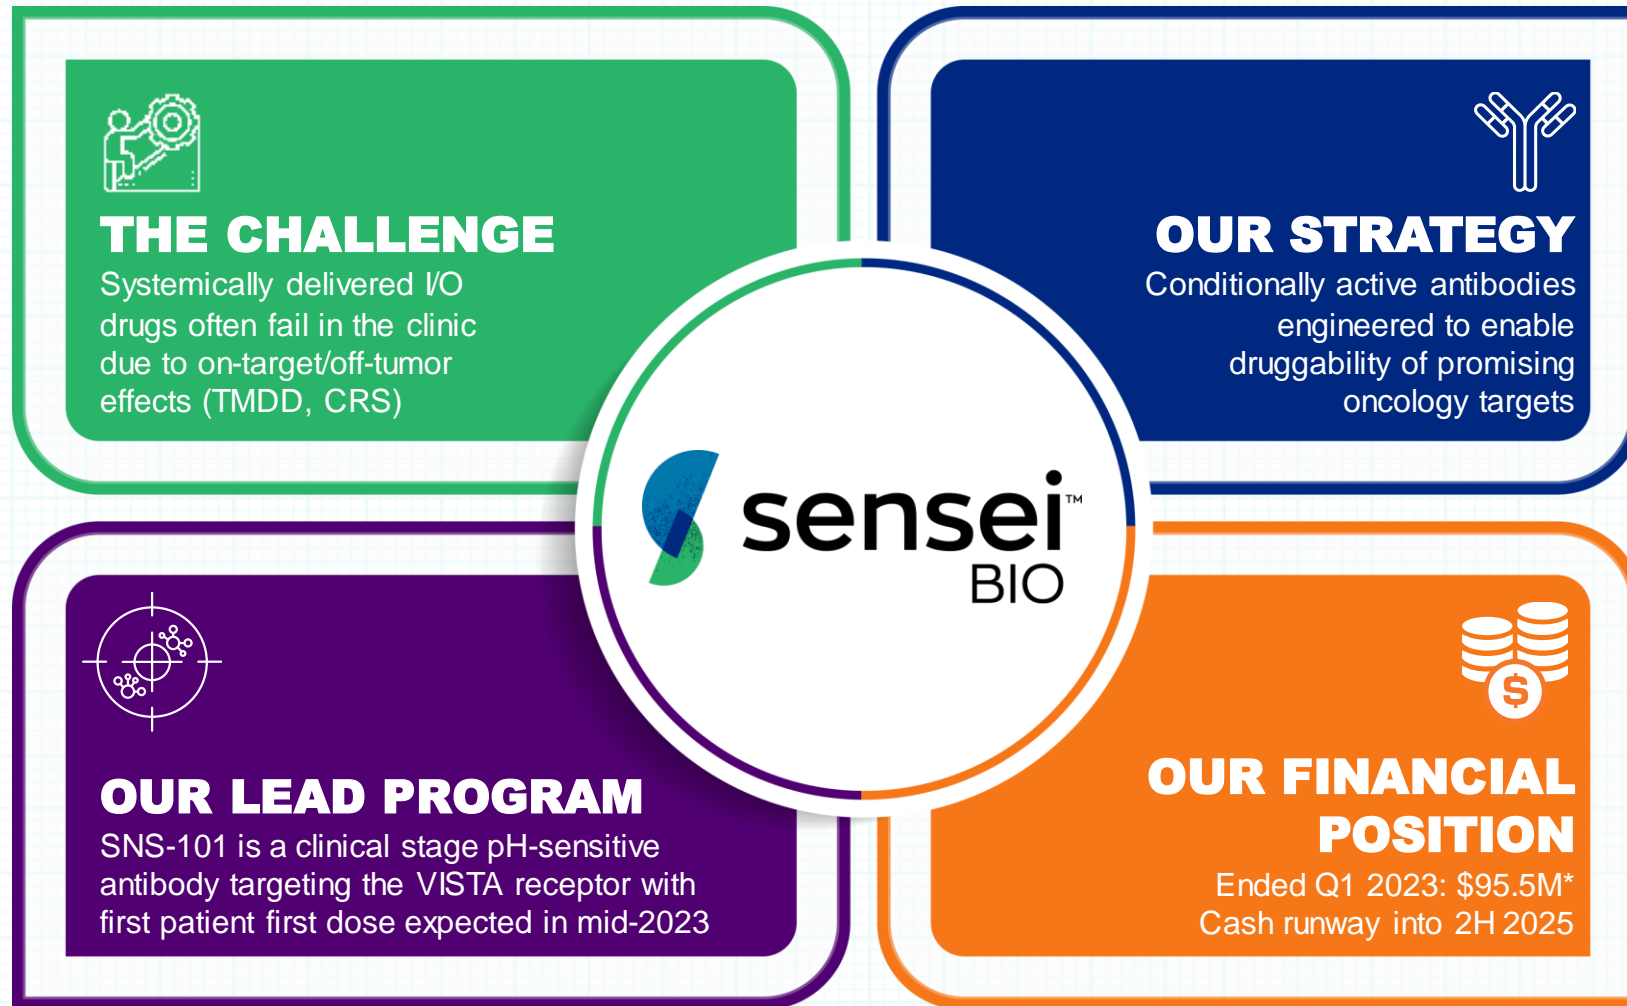 THE CHALLENGE
Systemically delivered I/O
drugs often fail in the clinic
due to on-target/off-tumor
effects (TMDD, CRS)
OUR STRATEGY
Conditionally active antibodies
engineered to enable
druggability of promising
oncology targets
sensei™
BIO
OUR LEAD PROGRAM
SNS-101 is a clinical stage pH-sensitive
antibody targeting the VISTA receptor with
first patient first dose expected in mid-2023
$
OUR FINANCIAL
POSITION
Ended Q1 2023: $95.5M*
Cash runway into 2H 2025